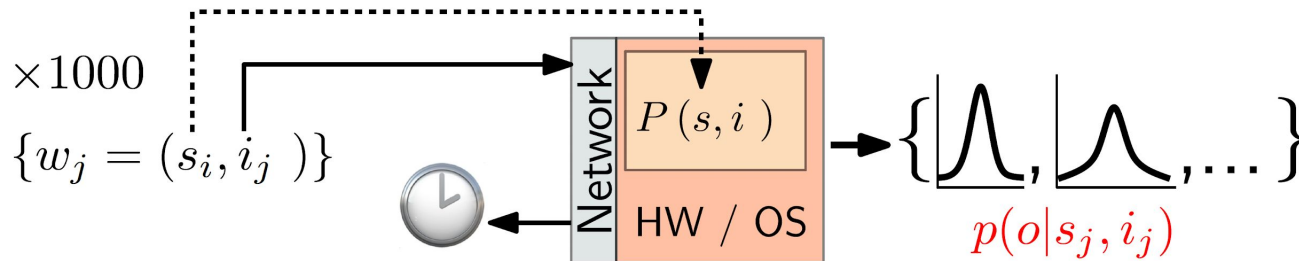 ×1000
{w_j = (s_i, i_j )}
Network
P (s, i )
HW / OS
{ , , ... }
p(o|s_j, i_j)